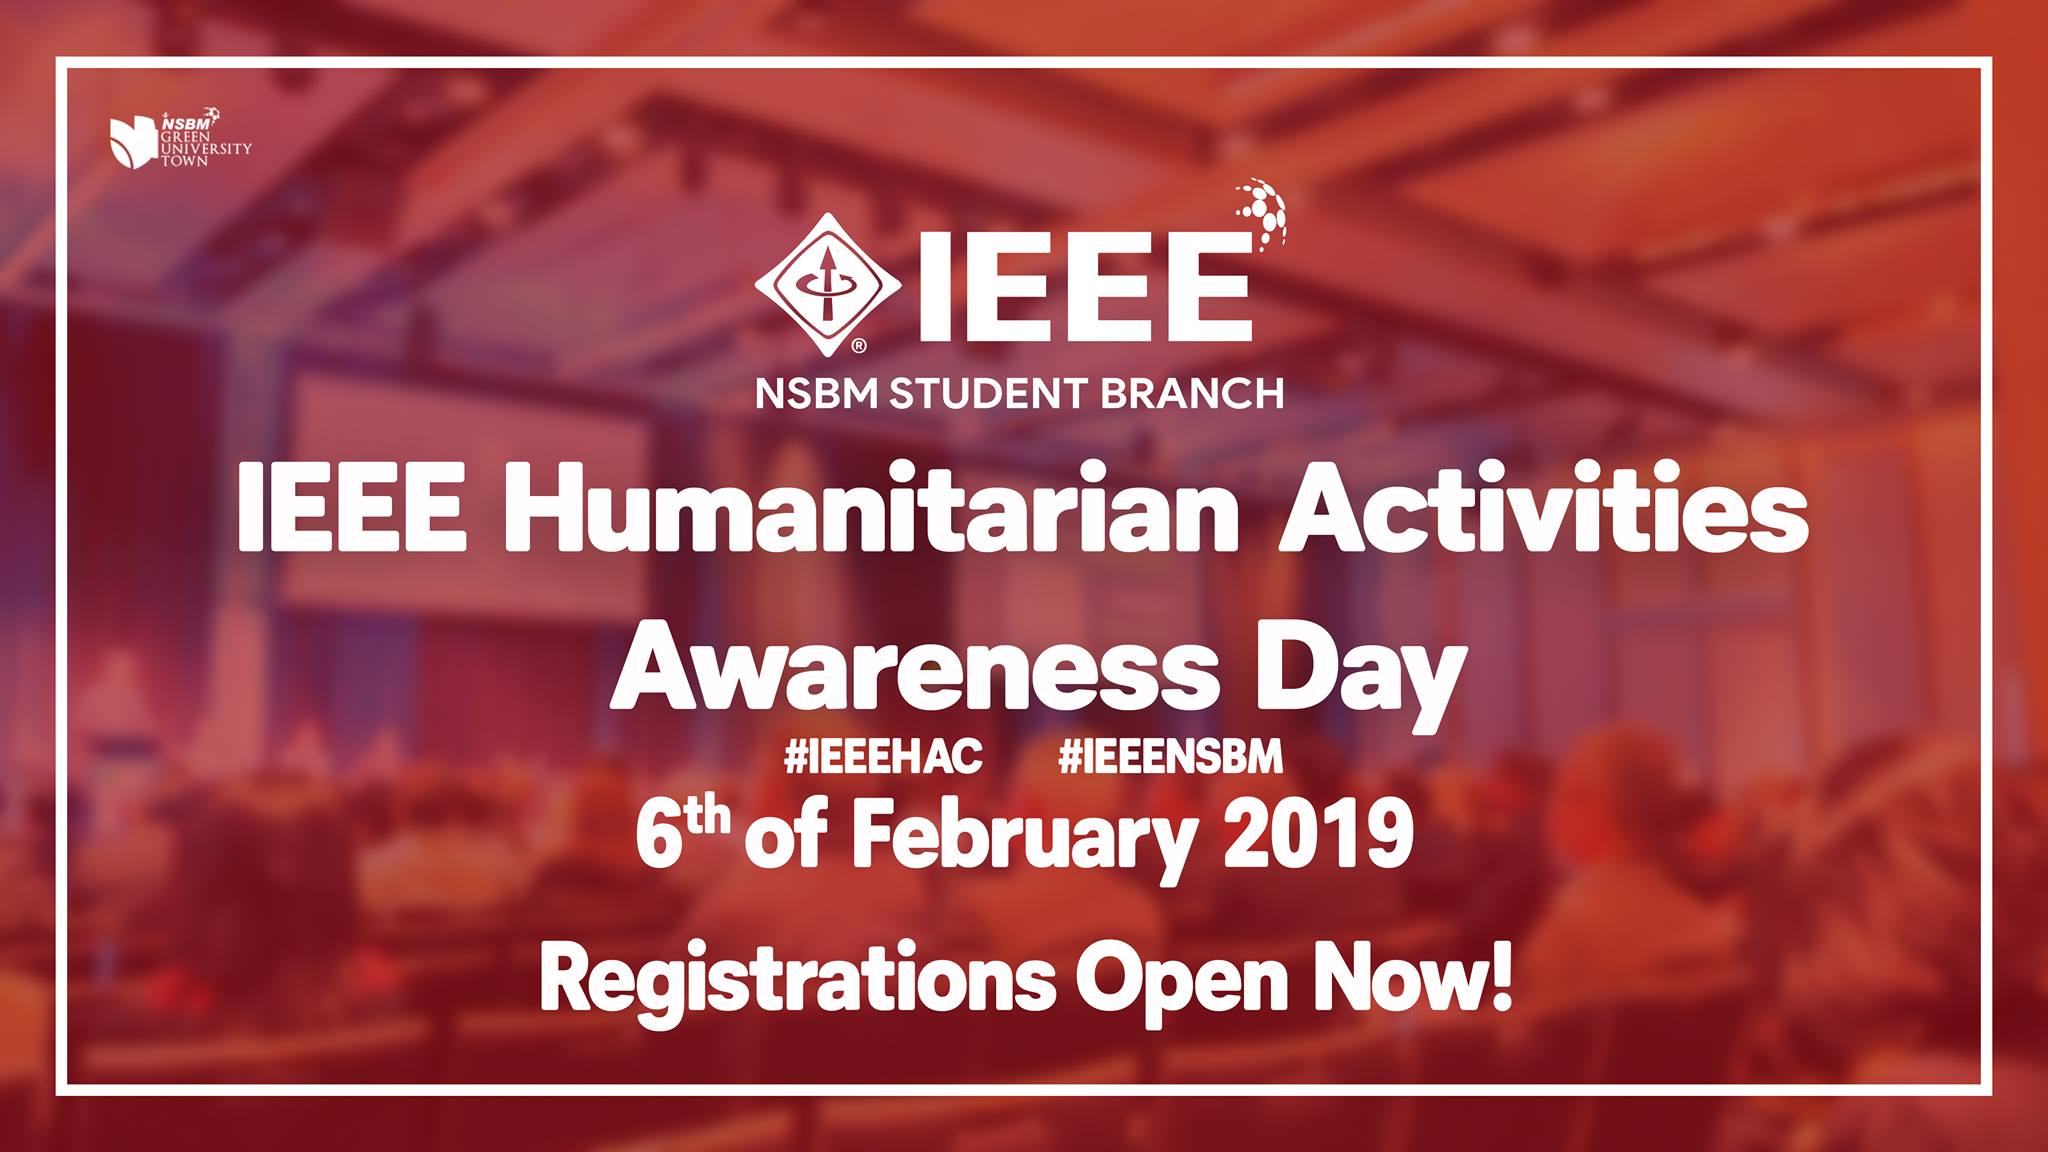 NSBM
GREEN
UNIVERSITY
TOWN
IEEE
®
NSBM STUDENT BRANCH
IEEE Humanitarian Activities
Awareness Day
#IEEEHAC #IEEENSBM
6th of February 2019
Registrations Open Now!